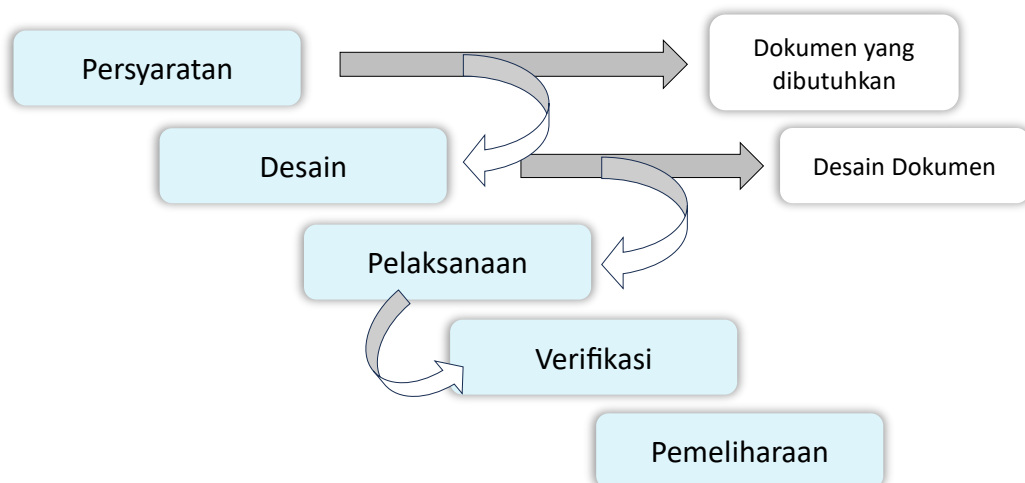 Persyaratan
Dokumen yang
dibutuhkan
Desain
Desain Dokumen
Pelaksanaan
Verifikasi
Pemeliharaan